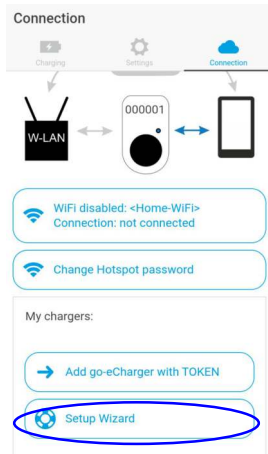 Connection
Charging Settings Connection
000001
W-LAN
WiFi disabled: <Home-WiFi>
Connection: not connected
Change Hotspot password
My chargers:
Add go-eCharger with TOKEN
Setup Wizard